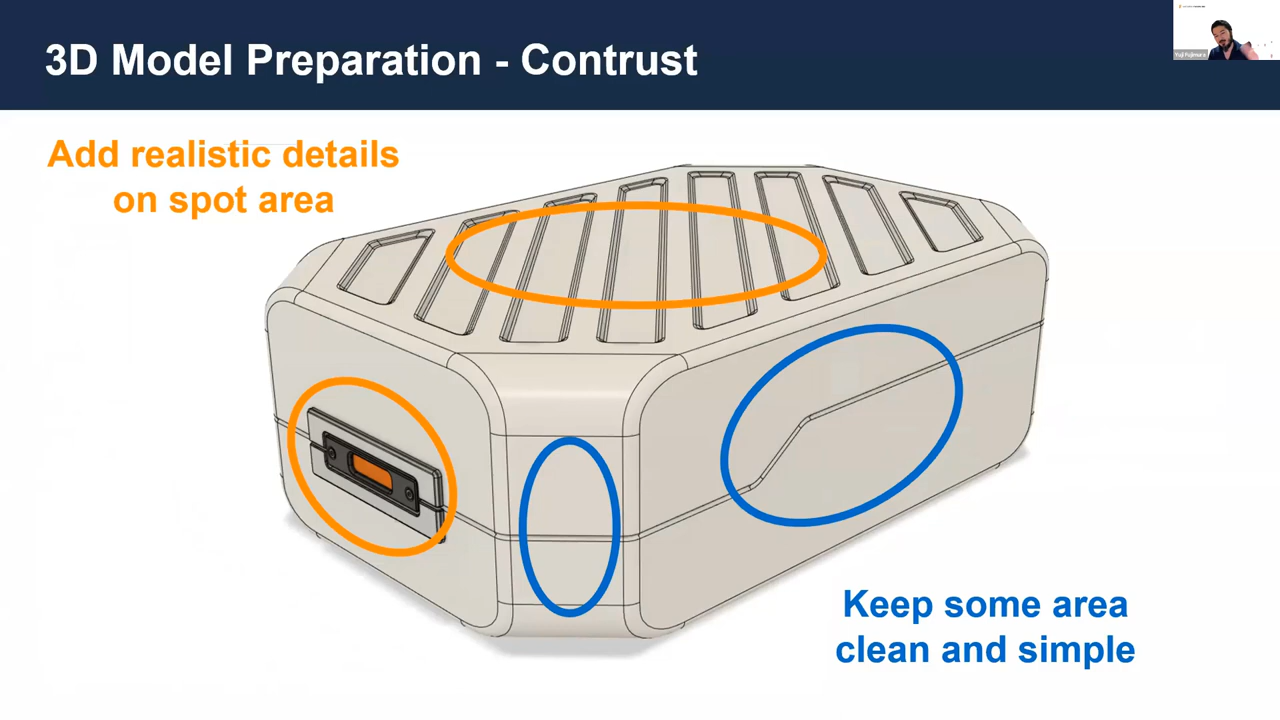 3D Model Preparation - Contrust
Add realistic details
on spot area
Keep some area
clean and simple